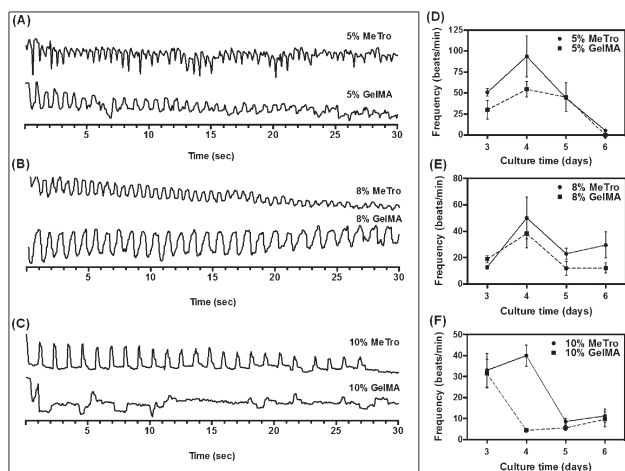 (A)
5% MeTro
5% GelMA
5 10 15 20 25 30
Time (sec)
(B)
8% MeTro
8% GelMA
5 10 15 20 25 30
Time (sec)
(C)
10% MeTro
10% GelMA
5 10 15 20 25 30
Time (sec)
(D)
5% MeTro
5% GelMA
Frequency (beats/min)
125
100
75
50
25
0
3 4 5 6
Culture time (days)
(E)
8% MeTro
8% GelMA
Frequency (beats/min)
80
60
40
20
0
3 4 5 6
Culture time (days)
(F)
10% MeTro
10% GelMA
Frequency (beats/min)
50
40
30
20
10
0
3 4 5 6
Culture time (days)